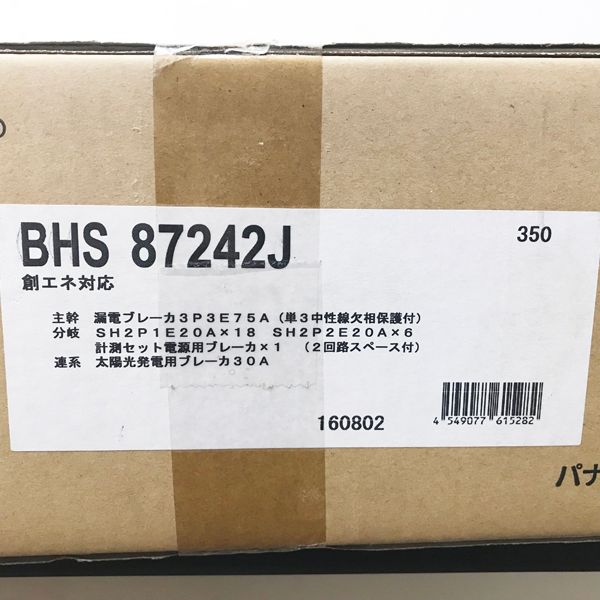 BHS 87242J
350
創エネ対応
主幹 漏電ブレーカ3P3E75A（単3中性線欠相保護付）
分岐 SH2P1E20A×18 SH2P2E20A×6
計測セット電源用ブレーカ×1 （2回路スペース付）
連系 太陽光発電用ブレーカ30A
160802
4 549077 615282
パナ